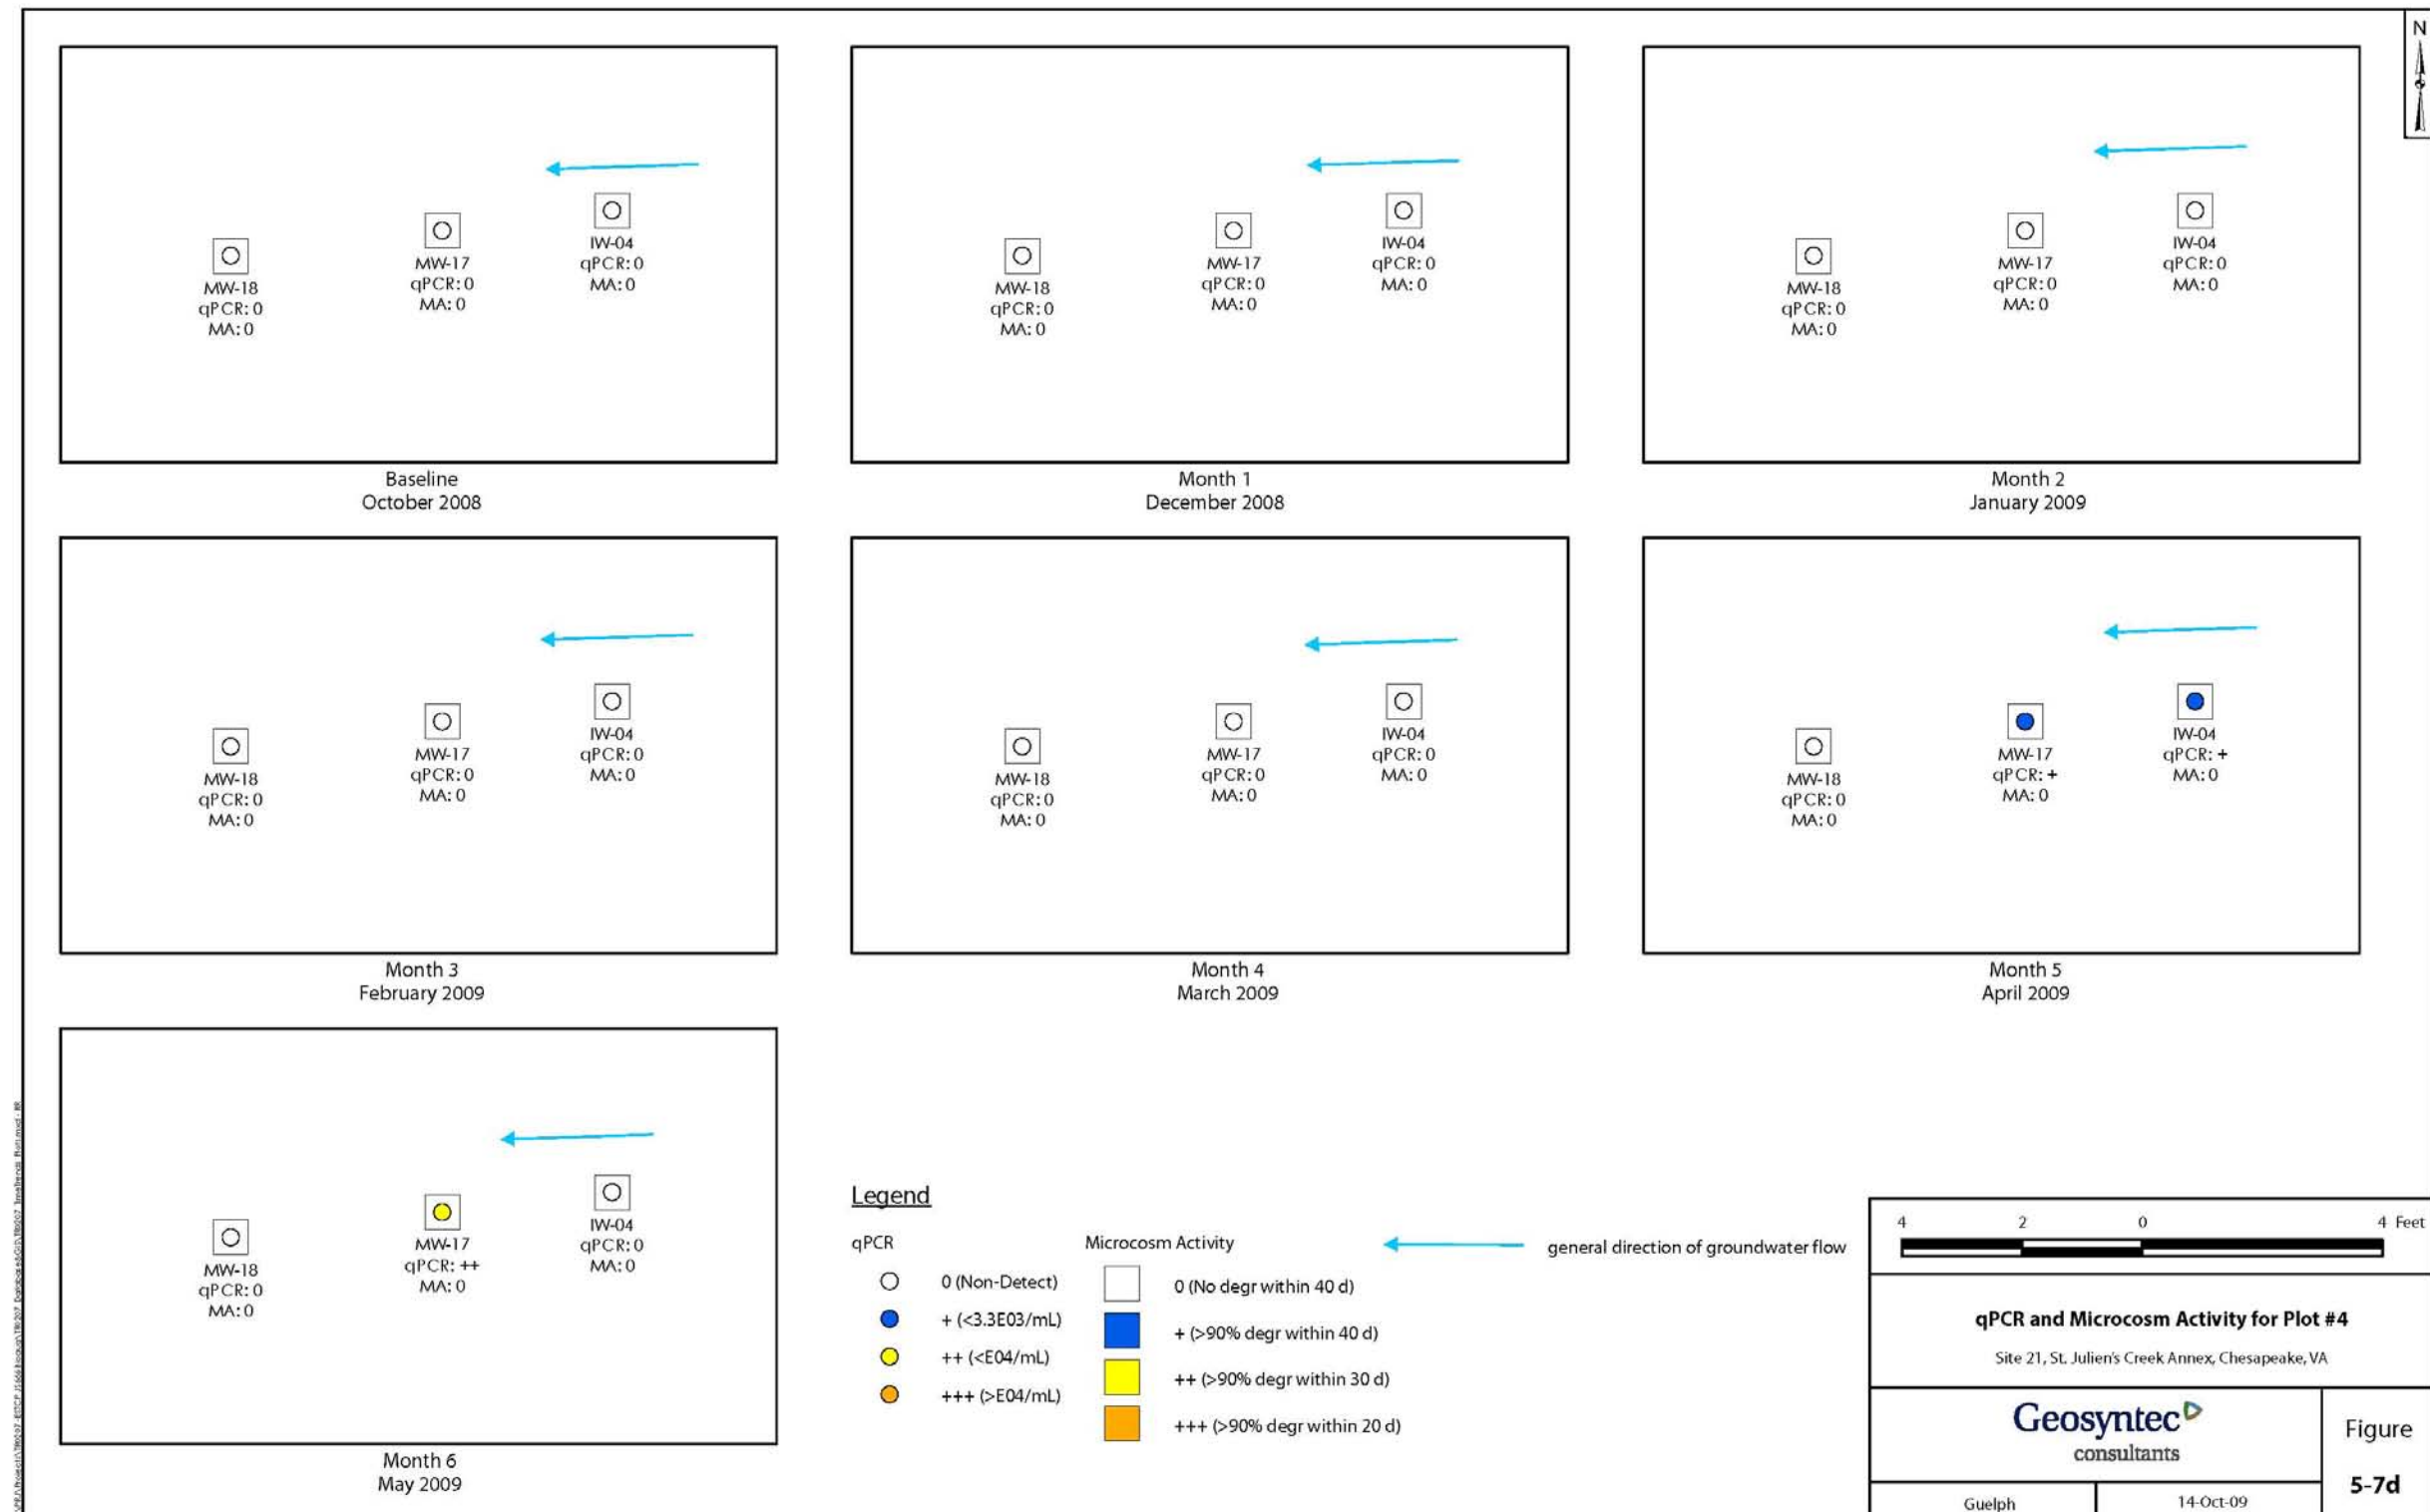 N
IW-04
qPCR: 0
MA: 0
MW-17
qPCR: 0
MA: 0
MW-18
qPCR: 0
MA: 0
Baseline
October 2008
IW-04
qPCR: 0
MA: 0
MW-17
qPCR: 0
MA: 0
MW-18
qPCR: 0
MA: 0
Month 1
December 2008
IW-04
qPCR: 0
MA: 0
MW-17
qPCR: 0
MA: 0
MW-18
qPCR: 0
MA: 0
Month 2
January 2009
IW-04
qPCR: 0
MA: 0
MW-17
qPCR: 0
MA: 0
MW-18
qPCR: 0
MA: 0
Month 3
February 2009
IW-04
qPCR: 0
MA: 0
MW-17
qPCR: 0
MA: 0
MW-18
qPCR: 0
MA: 0
Month 4
March 2009
IW-04
qPCR: +
MA: 0
MW-17
qPCR: +
MA: 0
MW-18
qPCR: 0
MA: 0
Month 5
April 2009
IW-04
qPCR: 0
MA: 0
MW-17
qPCR: ++
MA: 0
MW-18
qPCR: 0
MA: 0
Month 6
May 2009
Legend
qPCR
0 (Non-Detect)
+ (<3.3E03/mL)
++ (<E04/mL)
+++ (>E04/mL)
Microcosm Activity
0 (No degr within 40 d)
+ (>90% degr within 40 d)
++ (>90% degr within 30 d)
+++ (>90% degr within 20 d)
general direction of groundwater flow
4 2 0 4 Feet
qPCR and Microcosm Activity for Plot #4
Site 21, St. Julien's Creek Annex, Chesapeake, VA
Geosyntec
consultants
Figure
5-7d
Guelph
14-Oct-09